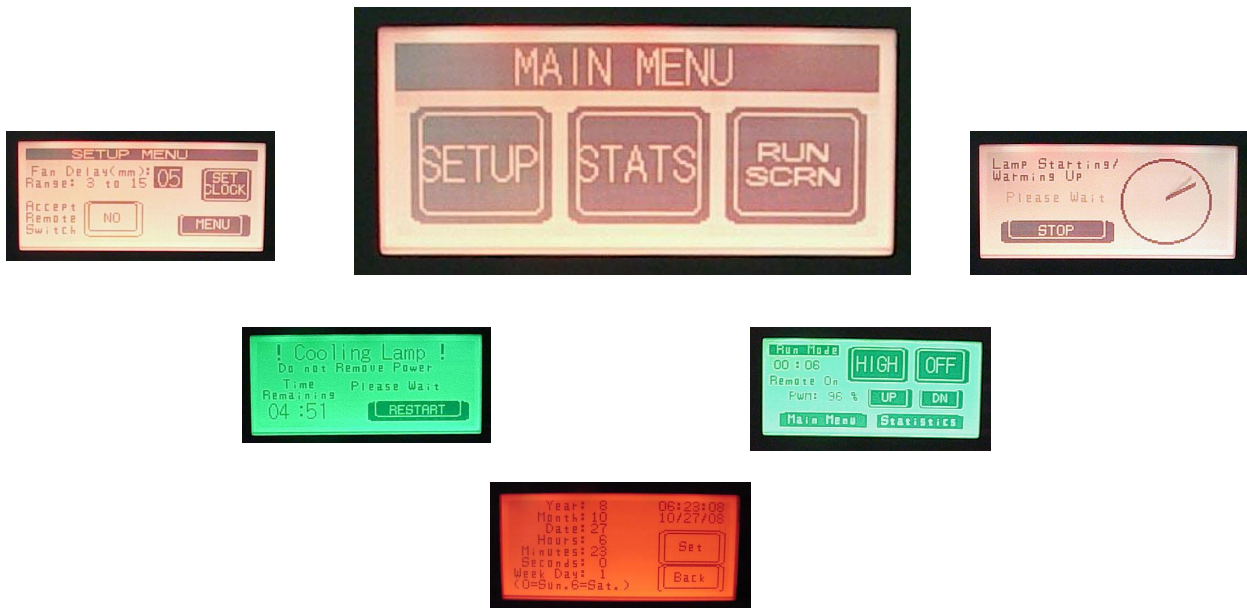 MAIN MENU
SETUP STATS RUN SCRN
SETUP MENU
Fan Delay(mm): 05
Range: 3 to 15
SET CLOCK
Accept
Remote
Switch
NO
MENU
Lamp Starting/
Warming Up
Please Wait
STOP
! Cooling Lamp !
Do not Remove Power
Time Please Wait
Remaining
04 :51 RESTART
Run Mode HIGH OFF
00 : 06
Remote On
Pwm: 96 % UP DN
Main Menu Statistics
Year: 8 06:23:08
Month: 10 10/27/08
Date: 27
Hours: 6
Minutes: 23 Set
Seconds: 0
Week Day: 1 Back
(0=Sun.6=Sat.)